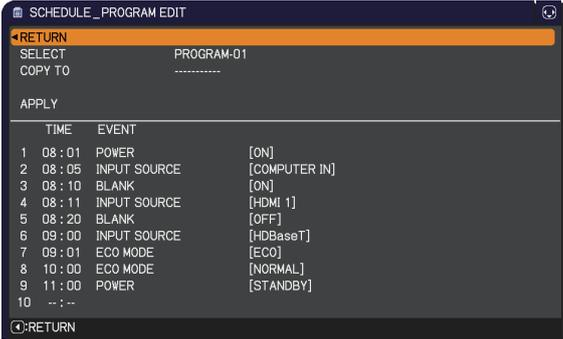 SCHEDULE_PROGRAM EDIT
◄RETURN
SELECT PROGRAM-01
COPY TO -----------
APPLY
TIME EVENT
1 08:01 POWER [ON]
2 08:05 INPUT SOURCE [COMPUTER IN]
3 08:10 BLANK [ON]
4 08:11 INPUT SOURCE [HDMI 1]
5 08:20 BLANK [OFF]
6 09:00 INPUT SOURCE [HDBaseT]
7 09:01 ECO MODE [ECO]
8 10:00 ECO MODE [NORMAL]
9 11:00 POWER [STANDBY]
10 --:--
◄:RETURN